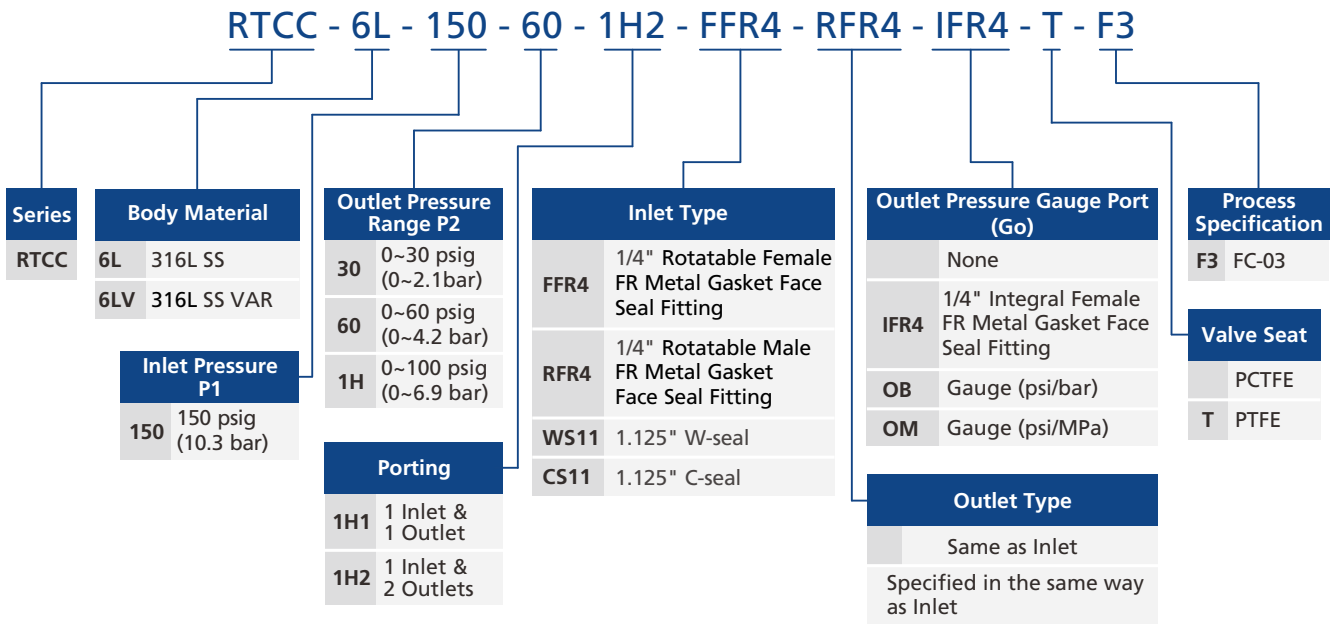 RTCC - 6L - 150 - 60 - 1H2 - FFR4 - RFR4 - IFR4 - T - F3
Series
RTCC
Body Material
6L 316L SS
6LV 316L SS VAR
Inlet Pressure
P1
150 150 psig
(10.3 bar)
Outlet Pressure
Range P2
30 0~30 psig
(0~2.1bar)
60 0~60 psig
(0~4.2 bar)
1H 0~100 psig
(0~6.9 bar)
Porting
1H1 1 Inlet &
1 Outlet
1H2 1 Inlet &
2 Outlets
Inlet Type
FFR4 1/4" Rotatable Female
FR Metal Gasket Face
Seal Fitting
RFR4 1/4" Rotatable Male
FR Metal Gasket
Face Seal Fitting
WS11 1.125" W-seal
CS11 1.125" C-seal
Outlet Pressure Gauge Port
(Go)
None
IFR4 1/4" Integral Female
FR Metal Gasket Face
Seal Fitting
OB Gauge (psi/bar)
OM Gauge (psi/MPa)
Outlet Type
Same as Inlet
Specified in the same way
as Inlet
Process
Specification
F3 FC-03
Valve Seat
PCTFE
T PTFE